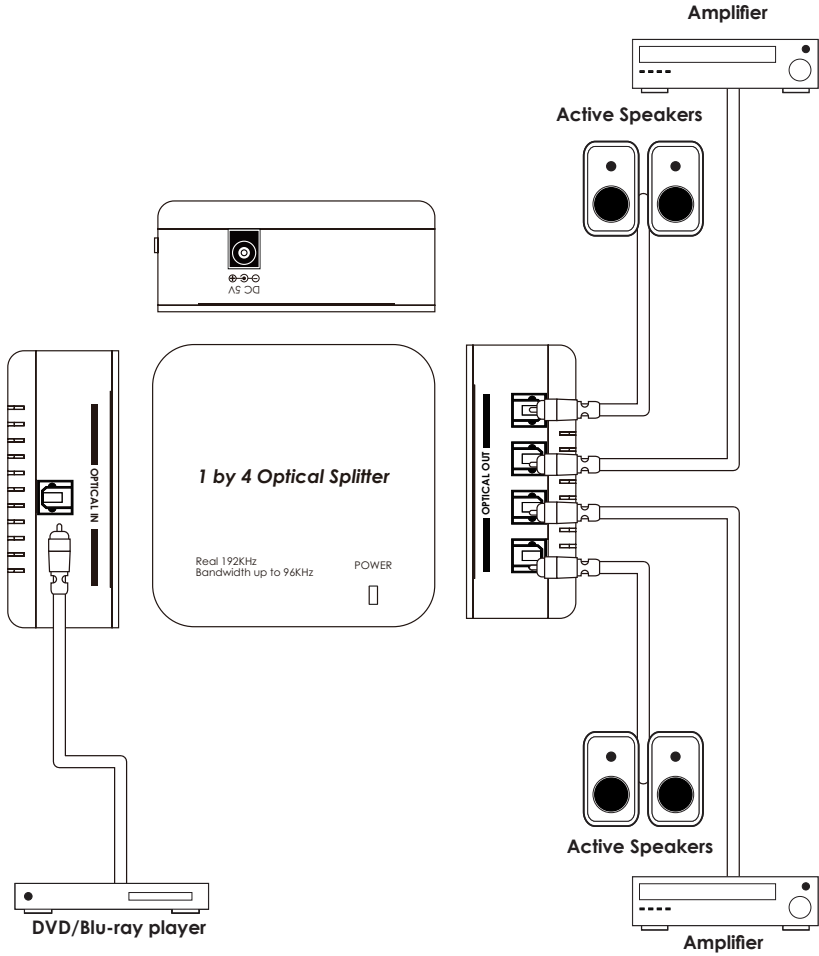 Amplifier
Active Speakers
DC 5V
OPTICAL IN
1 by 4 Optical Splitter
Real 192KHz
Bandwidth up to 96KHz
POWER
OPTICAL OUT
Active Speakers
DVD/Blu-ray player
Amplifier